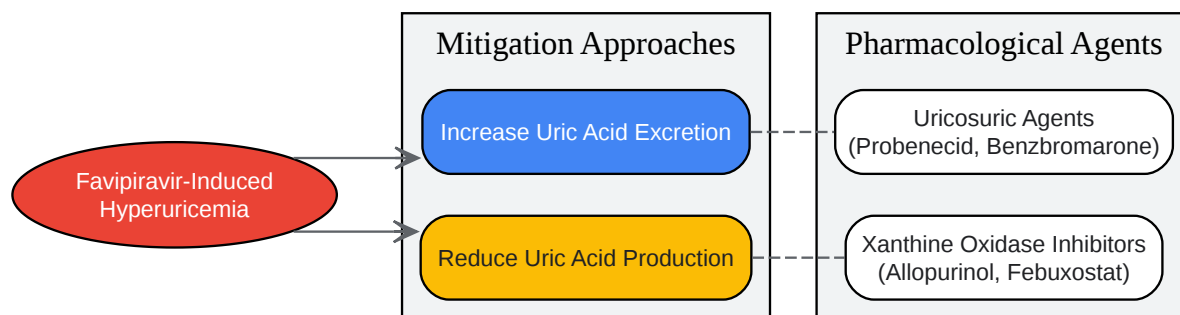 Mitigation Approaches
Pharmacological Agents
Increase Uric Acid Excretion
Uricosuric Agents
(Probenecid, Benzbromarone)
Favipiravir-Induced
Hyperuricemia
Reduce Uric Acid Production
Xanthine Oxidase Inhibitors
(Allopurinol, Febuxostat)